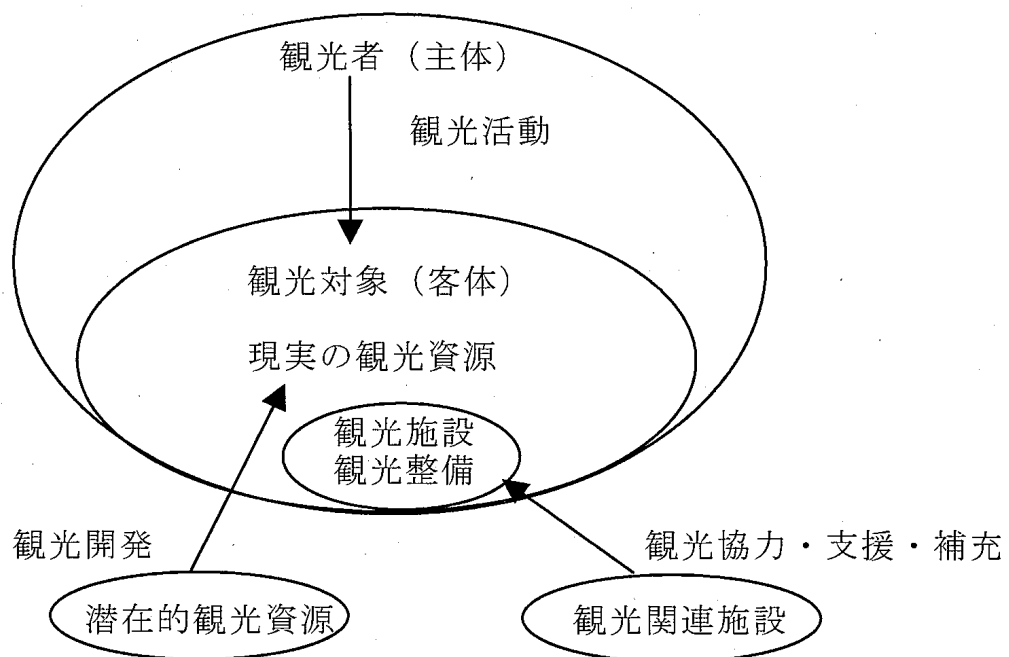 観光者（主体）
観光活動
観光対象（客体）
現実の観光資源
観光施設
観光整備
観光開発
観光協力・支援・補充
潜在的観光資源
観光関連施設